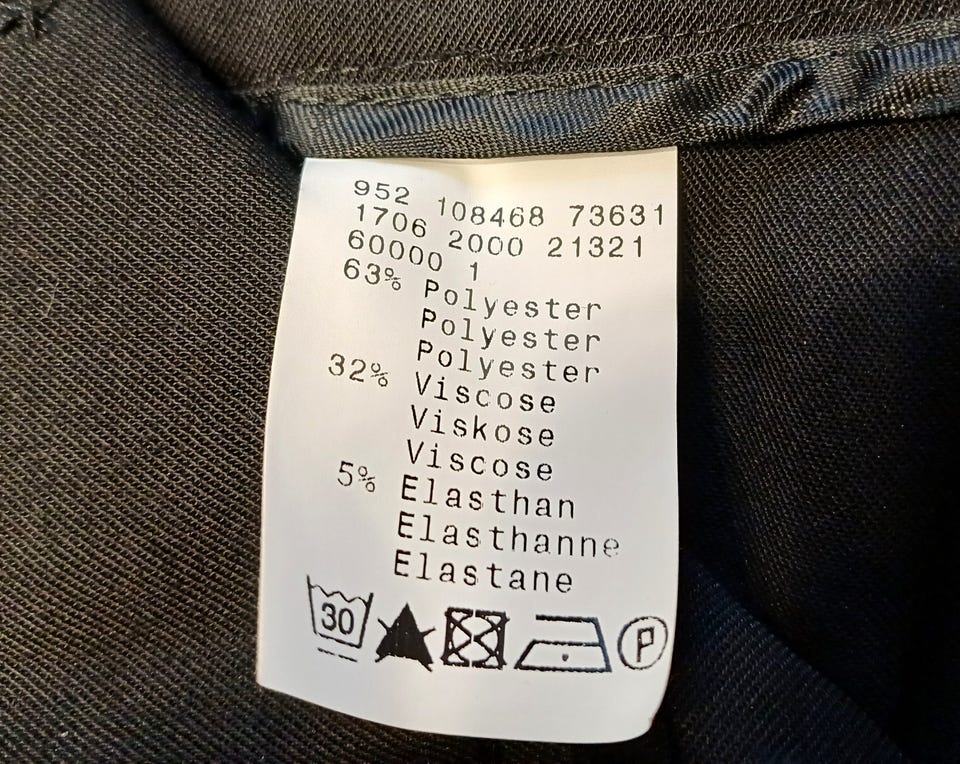 952 108468 73631
1706 2000 21321
60000 1
63% Polyester
Polyester
Polyester
32% Viscose
Viskose
Viscose
5% Elasthan
Elasthanne
Elastane
30 P